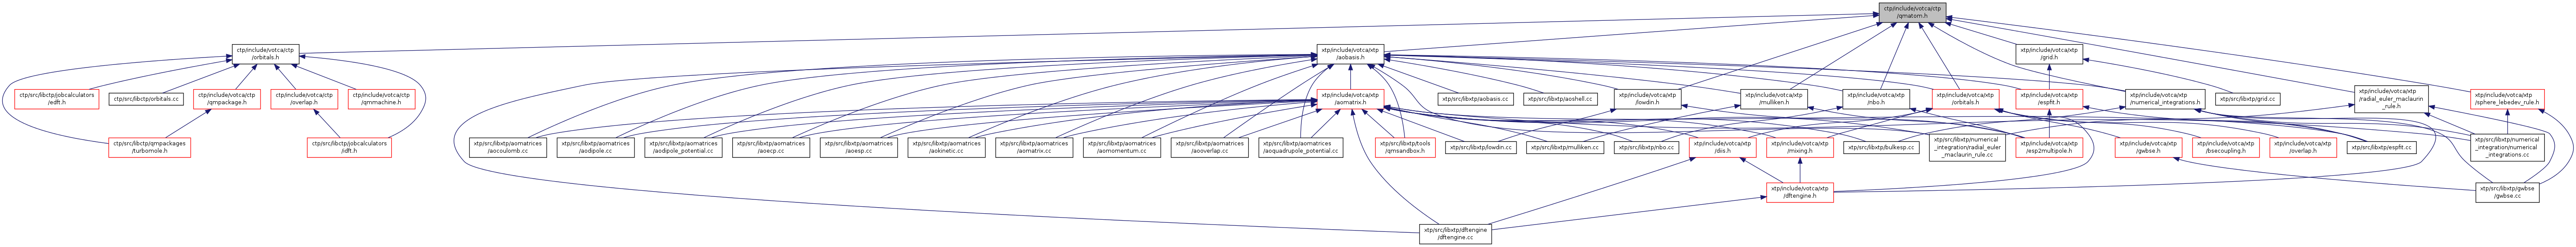 ctp/include/votca/ctp
/qmatom.h
ctp/include/votca/ctp
/orbitals.h
xtp/include/votca/xtp
/aobasis.h
xtp/include/votca/xtp
/grid.h
ctp/src/libctp/jobcalculators
/edft.h
ctp/src/libctp/orbitals.cc
ctp/include/votca/ctp
/qmpackage.h
ctp/include/votca/ctp
/overlap.h
ctp/include/votca/ctp
/qmmachine.h
xtp/include/votca/xtp
/aomatrix.h
xtp/src/libxtp/aobasis.cc
xtp/src/libxtp/aoshell.cc
xtp/include/votca/xtp
/lowdin.h
xtp/include/votca/xtp
/mulliken.h
xtp/include/votca/xtp
/nbo.h
xtp/include/votca/xtp
/orbitals.h
xtp/include/votca/xtp
/espfit.h
xtp/include/votca/xtp
/numerical_integrations.h
xtp/src/libxtp/grid.cc
xtp/include/votca/xtp
/radial_euler_maclaurin
_rule.h
xtp/include/votca/xtp
/sphere_lebedev_rule.h
ctp/src/libctp/qmpackages
/turbomole.h
ctp/src/libctp/jobcalculators
/idft.h
xtp/src/libxtp/aomatrices
/aocoulomb.cc
xtp/src/libxtp/aomatrices
/aodipole.cc
xtp/src/libxtp/aomatrices
/aodipole_potential.cc
xtp/src/libxtp/aomatrices
/aoecp.cc
xtp/src/libxtp/aomatrices
/aoesp.cc
xtp/src/libxtp/aomatrices
/aokinetic.cc
xtp/src/libxtp/aomatrices
/aomatrix.cc
xtp/src/libxtp/aomatrices
/aomomentum.cc
xtp/src/libxtp/aomatrices
/aooverlap.cc
xtp/src/libxtp/aomatrices
/aoquadrupole_potential.cc
xtp/src/libxtp/tools
/qmsandbox.h
xtp/src/libxtp/lowdin.cc
xtp/src/libxtp/mulliken.cc
xtp/src/libxtp/nbo.cc
xtp/include/votca/xtp
/diis.h
xtp/include/votca/xtp
/mixing.h
xtp/src/libxtp/bulkesp.cc
xtp/src/libxtp/numerical
_integration/radial_euler
_maclaurin_rule.cc
xtp/include/votca/xtp
/esp2multipole.h
xtp/include/votca/xtp
/gwbse.h
xtp/include/votca/xtp
/bsecoupling.h
xtp/include/votca/xtp
/overlap.h
xtp/src/libxtp/espfit.cc
xtp/src/libxtp/numerical
_integration/numerical
_integrations.cc
xtp/include/votca/xtp
/dftengine.h
xtp/src/libxtp/gwbse
/gwbse.cc
xtp/src/libxtp/dftengine
/dftengine.cc